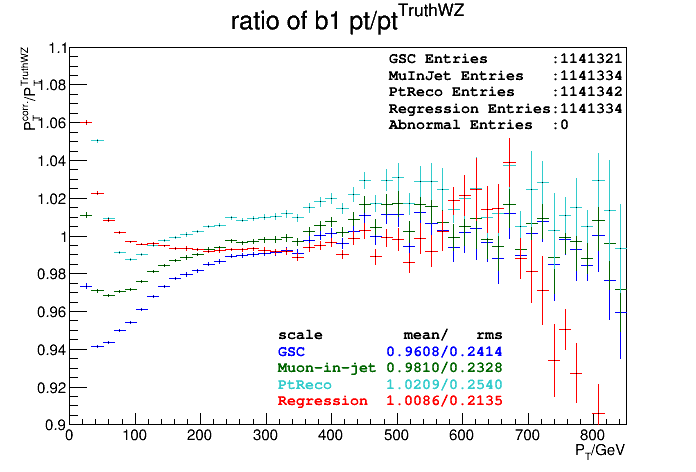 ratio of b1 pt/pt^TruthWZ
P_T^corr./P_T^TruthWZ
1.1
1.08
1.06
1.04
1.02
1
0.98
0.96
0.94
0.92
0.9
GSC Entries :1141321
MuInJet Entries :1141334
PtReco Entries :1141342
Regression Entries:1141334
Abnormal Entries :0
scale mean/ rms
GSC 0.9608/0.2414
Muon-in-jet 0.9810/0.2328
PtReco 1.0209/0.2540
Regression 1.0086/0.2135
0 100 200 300 400 500 600 700 800
P_T/GeV